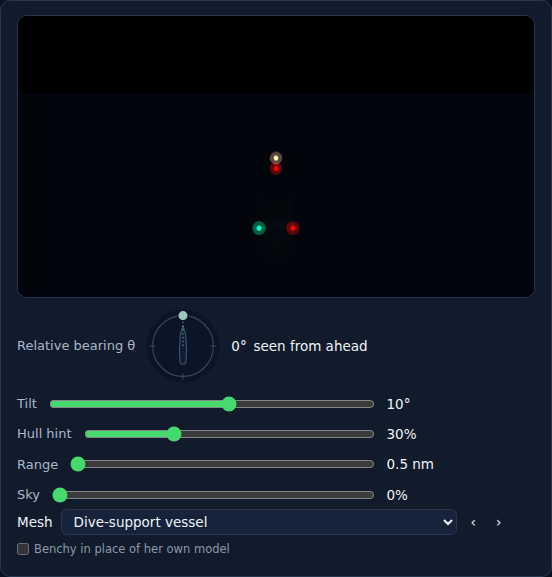 Relative bearing θ 0° seen from ahead
Tilt 10°
Hull hint 30%
Range 0.5 nm
Sky 0%
Mesh Dive-support vessel ‹ ›
Benchy in place of her own model